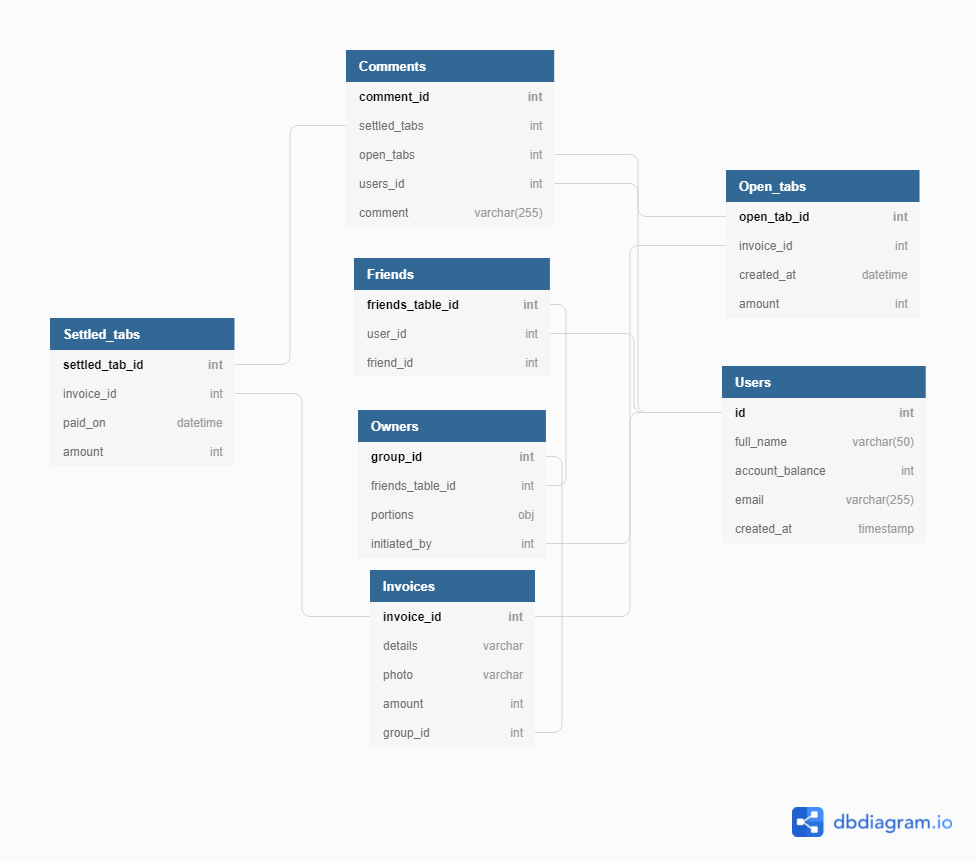 Comments
comment_id int
settled_tabs int
open_tabs int
users_id int
comment varchar(255)
Open_tabs
open_tab_id int
invoice_id int
created_at datetime
amount int
Friends
friends_table_id int
user_id int
friend_id int
Settled_tabs
settled_tab_id int
invoice_id int
paid_on datetime
amount int
Users
id int
full_name varchar(50)
account_balance int
email varchar(255)
created_at timestamp
Owners
group_id int
friends_table_id int
portions obj
initiated_by int
Invoices
invoice_id int
details varchar
photo varchar
amount int
group_id int
dbdiagram.io